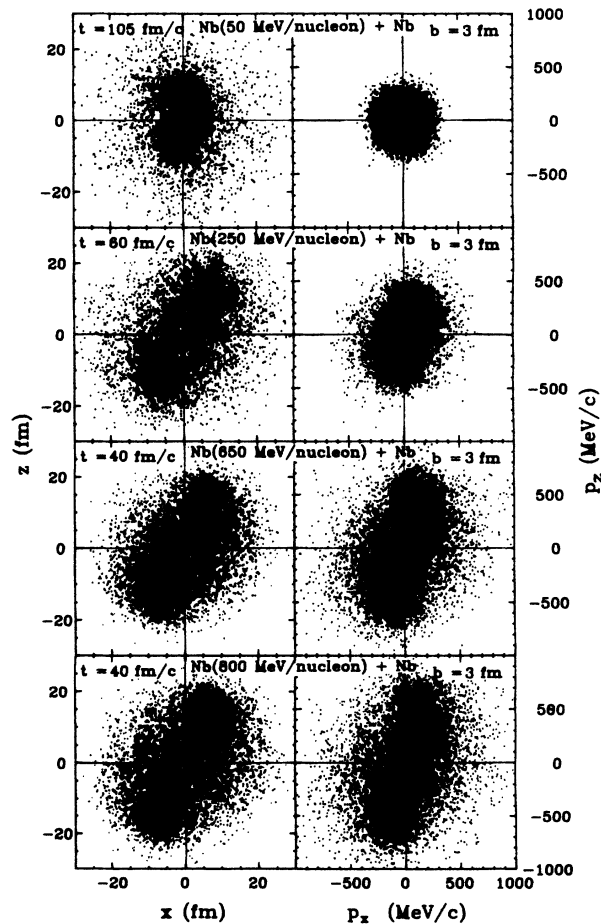 1000
t = 105 fm/c Nb(50 MeV/nucleon) + Nb b = 3 fm
20 500
0 0
-20 -500
t = 60 fm/c Nb(250 MeV/nucleon) + Nb b = 3 fm
20 500
0 0
-20 -500
z (fm) p_z (MeV/c)
t = 40 fm/c Nb(650 MeV/nucleon) + Nb b = 3 fm
20 500
0 0
-20 -500
t = 40 fm/c Nb(800 MeV/nucleon) + Nb b = 3 fm
20 500
0 0
-20 -500
-1000
-20 0 20 -500 0 500 1000
x (fm) p_x (MeV/c)